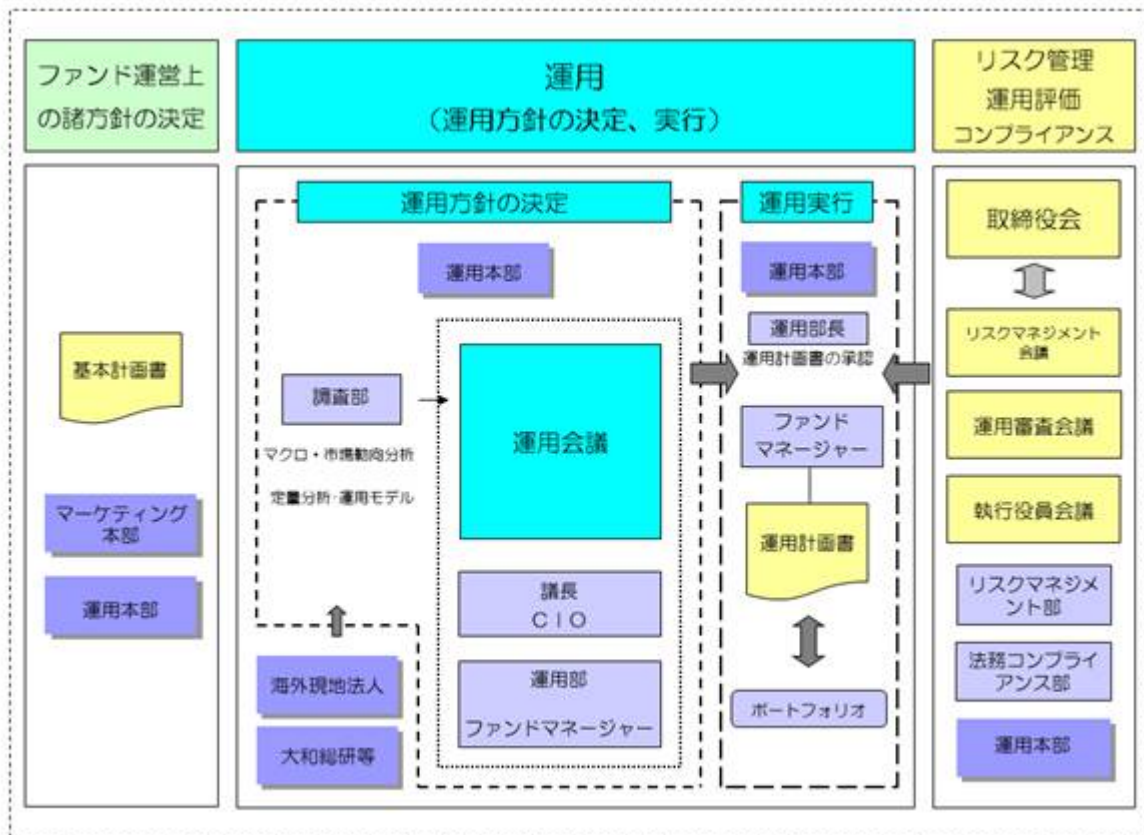 ファンド運営上
の諸方針の決定
基本計画書
マーケティング
本部
運用本部
運用
(運用方針の決定、実行)
運用方針の決定
運用本部
調査部
マクロ・市場動向分析
定量分析・運用モデル
海外現地法人
大和総研等
運用会議
議長
CIO
運用部
ファンドマネージャー
運用実行
運用本部
運用部長
運用計画書の承認
ファンド
マネージャー
運用計画書
ポートフォリオ
リスク管理
運用評価
コンプライアンス
取締役会
リスクマネジメント
会議
運用審査会議
執行役員会議
リスクマネジメ
ント部
法務コンプライ
アンス部
運用本部